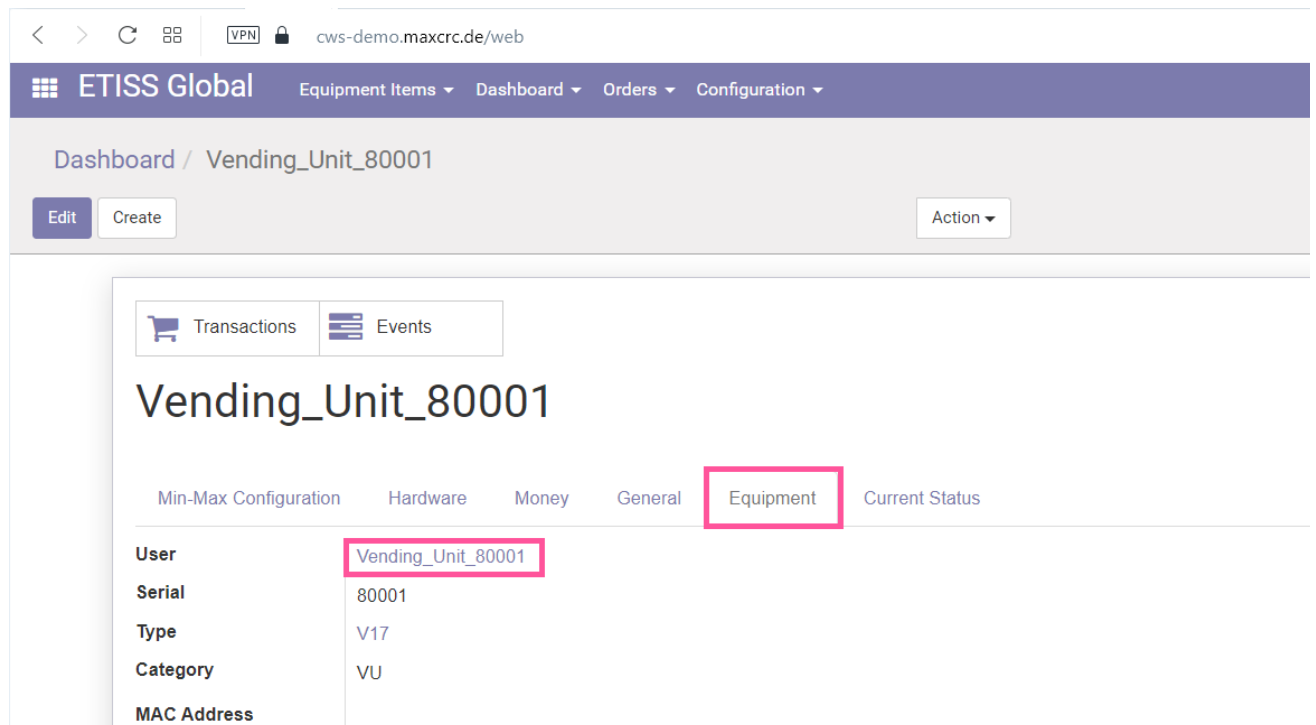 VPN cws-demo.maxcrc.de/web
ETISS Global Equipment Items Dashboard Orders Configuration
Dashboard / Vending_Unit_80001
Edit Create Action
Transactions Events
Vending_Unit_80001
Min-Max Configuration Hardware Money General Equipment Current Status
User Vending_Unit_80001
Serial 80001
Type V17
Category VU
MAC Address